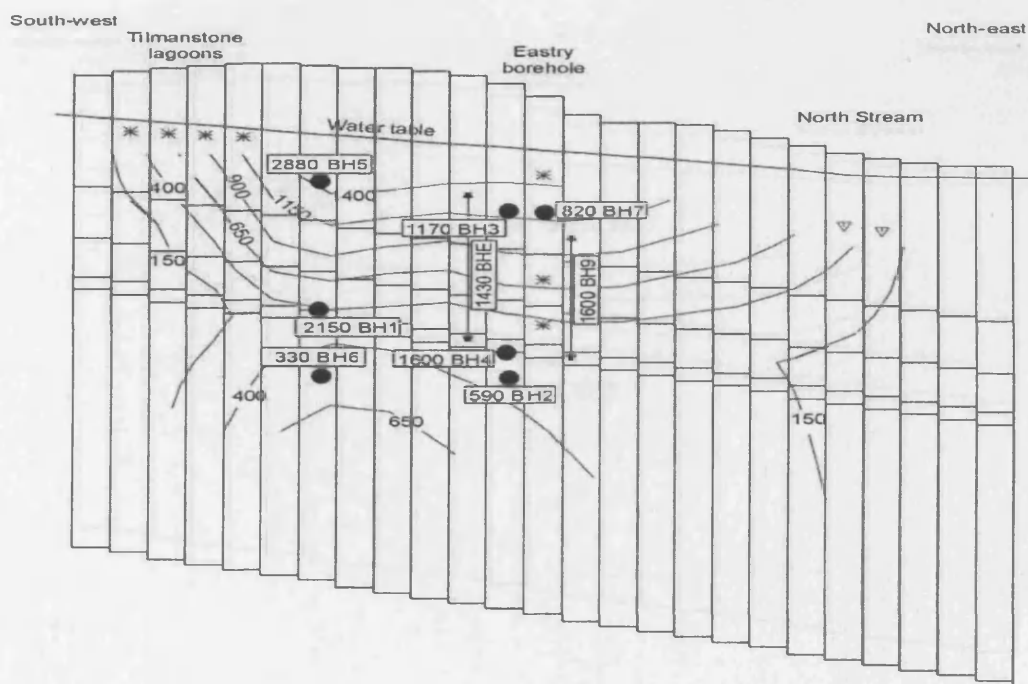 South-west
North-east
Tilmanstone
lagoons
Eastry
borehole
North Stream
Water table
2880 BH5
400
900
1150
400
650
150
1170 BH3
820 BH7
1430 BHE
1600 BH9
2150 BH1
330 BH6
1600 BH4
590 BH2
400
650
150